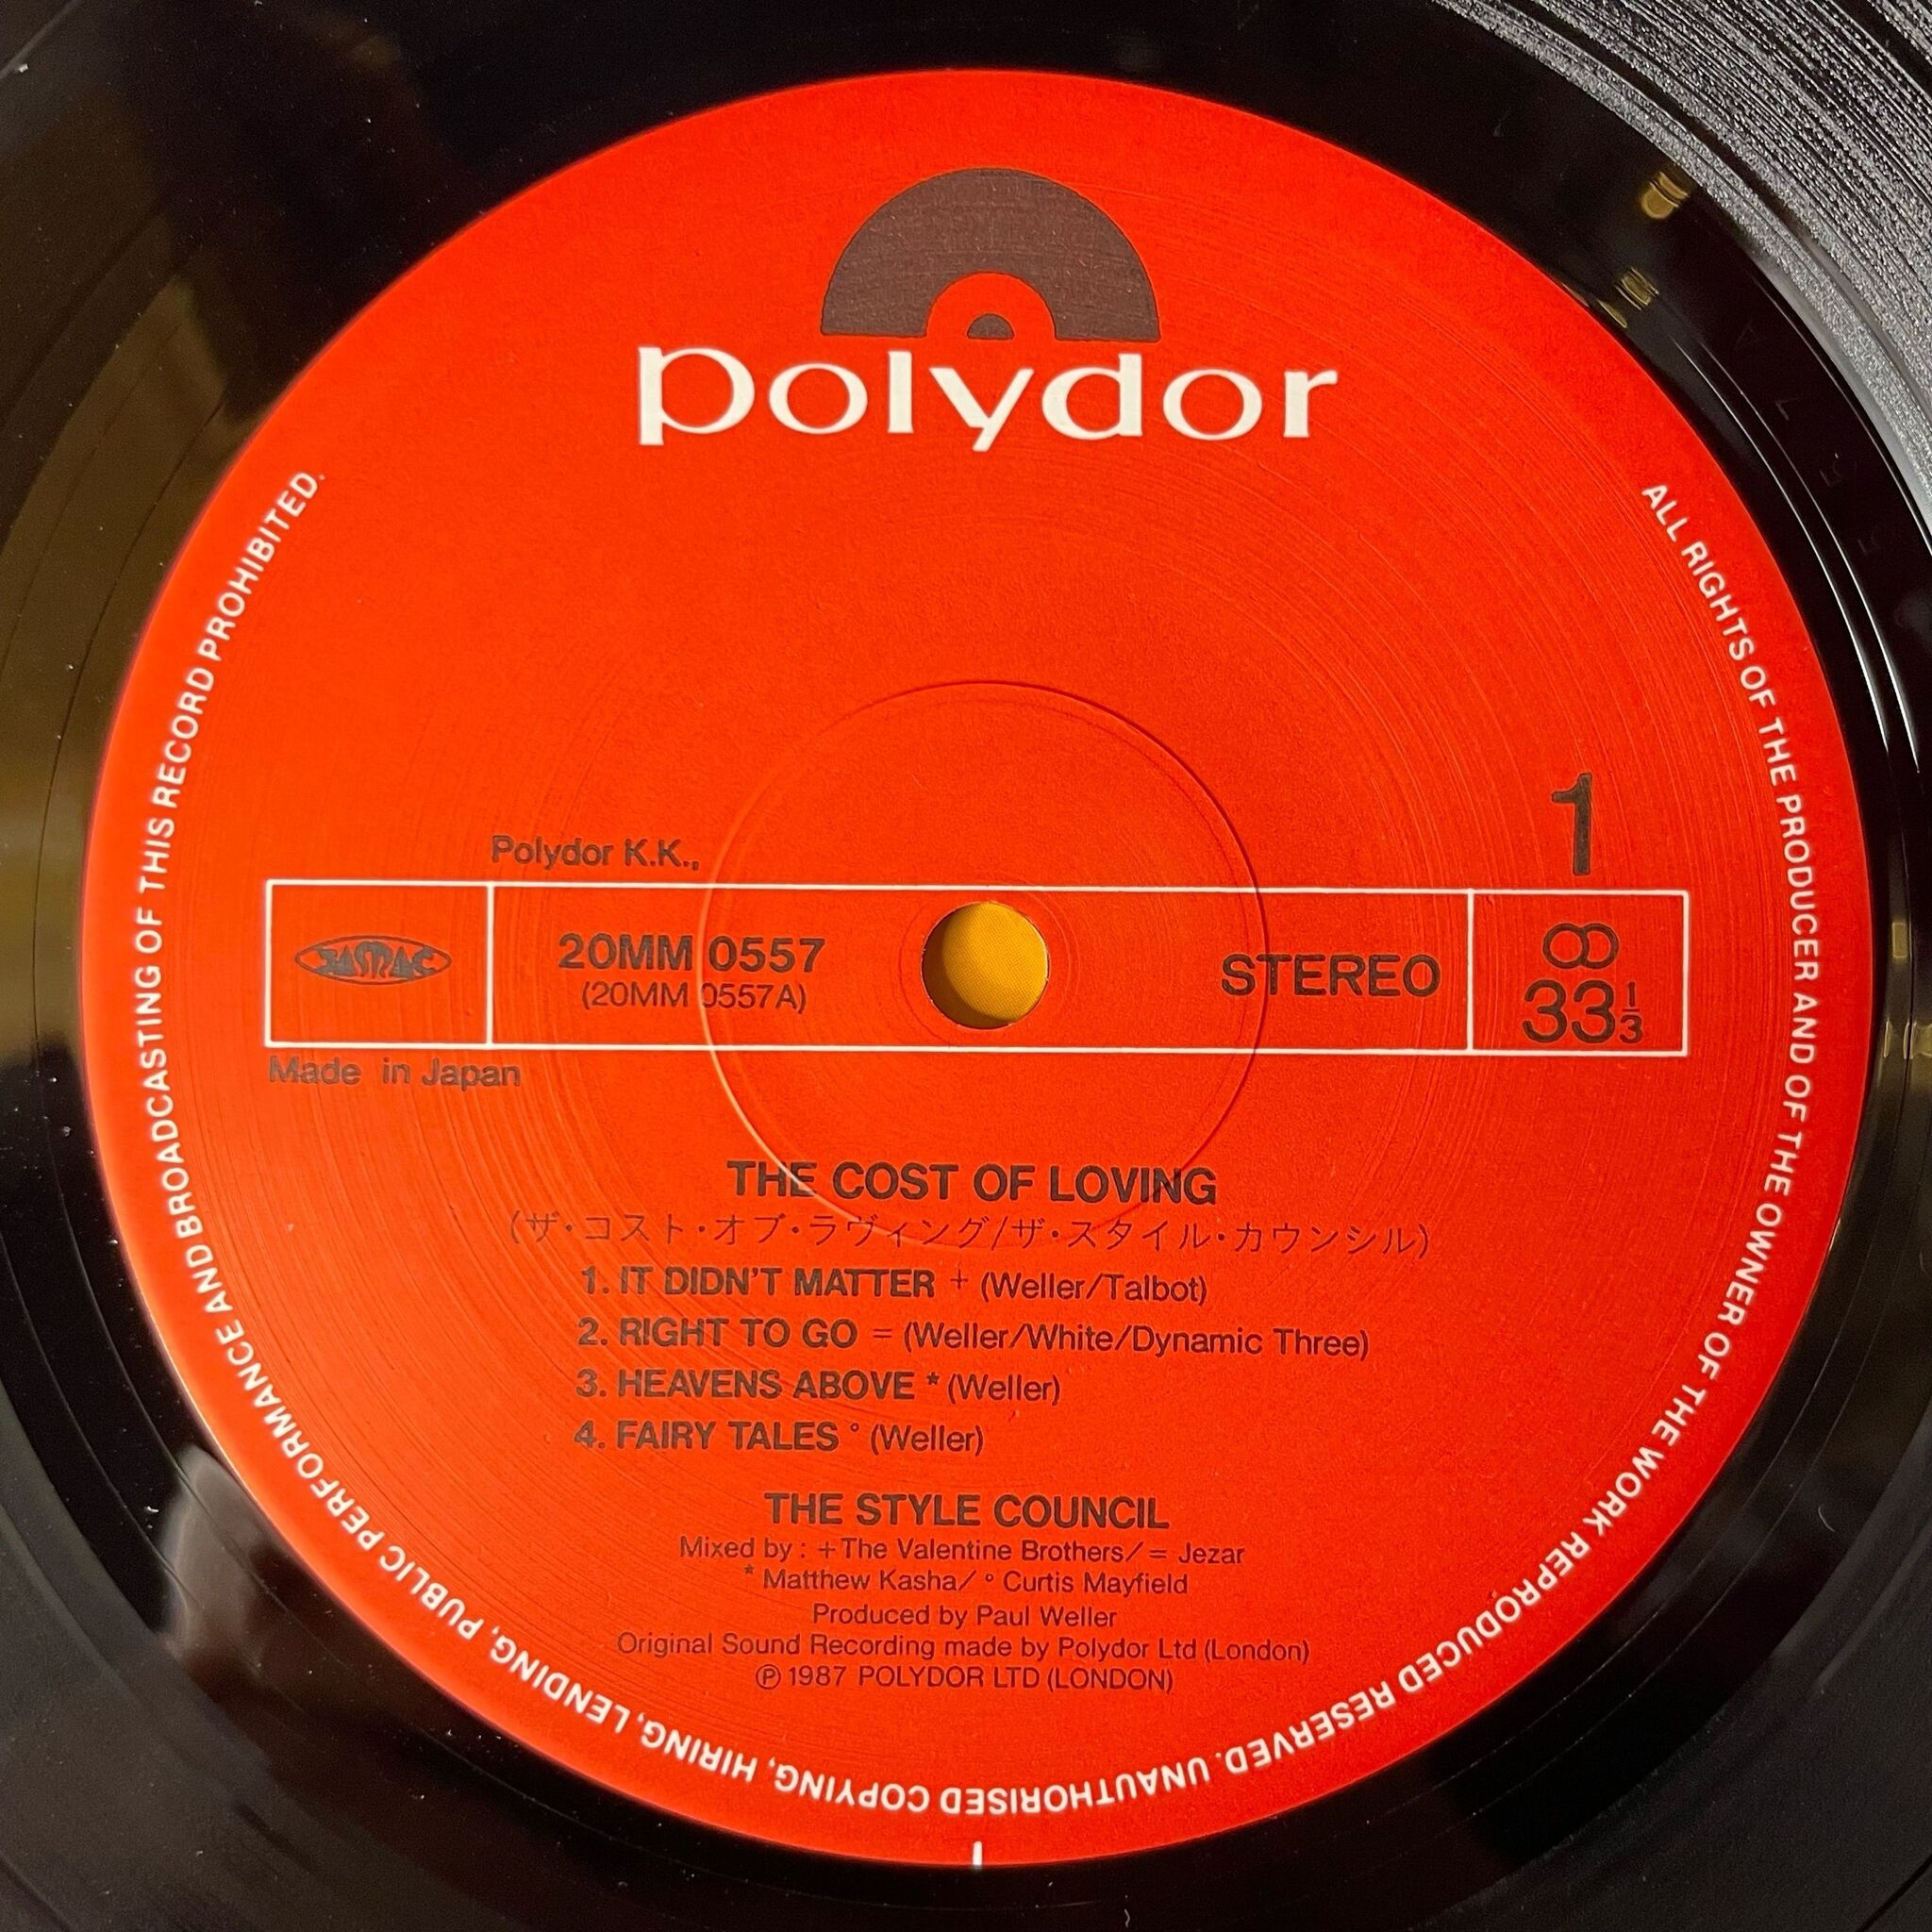 polydor
ALL RIGHTS OF THE PRODUCER AND OF THE OWNER OF THE WORK REPRODUCED RESERVED. UNAUTHORISED COPYING, HIRING, LENDING, PUBLIC PERFORMANCE AND BROADCASTING OF THIS RECORD PROHIBITED.
1
Polydor K.K.,
JASRAC
20MM 0557
(20MM 0557A)
STEREO
33 1/3
Made in Japan
THE COST OF LOVING
(ザ・コスト・オブ・ラヴィング/ザ・スタイル・カウンシル)
1. IT DIDN'T MATTER + (Weller/Talbot)
2. RIGHT TO GO = (Weller/White/Dynamic Three)
3. HEAVENS ABOVE * (Weller)
4. FAIRY TALES ° (Weller)
THE STYLE COUNCIL
Mixed by : +The Valentine Brothers/ = Jezar
* Matthew Kasha/ ° Curtis Mayfield
Produced by Paul Weller
Original Sound Recording made by Polydor Ltd (London)
℗ 1987 POLYDOR LTD (LONDON)